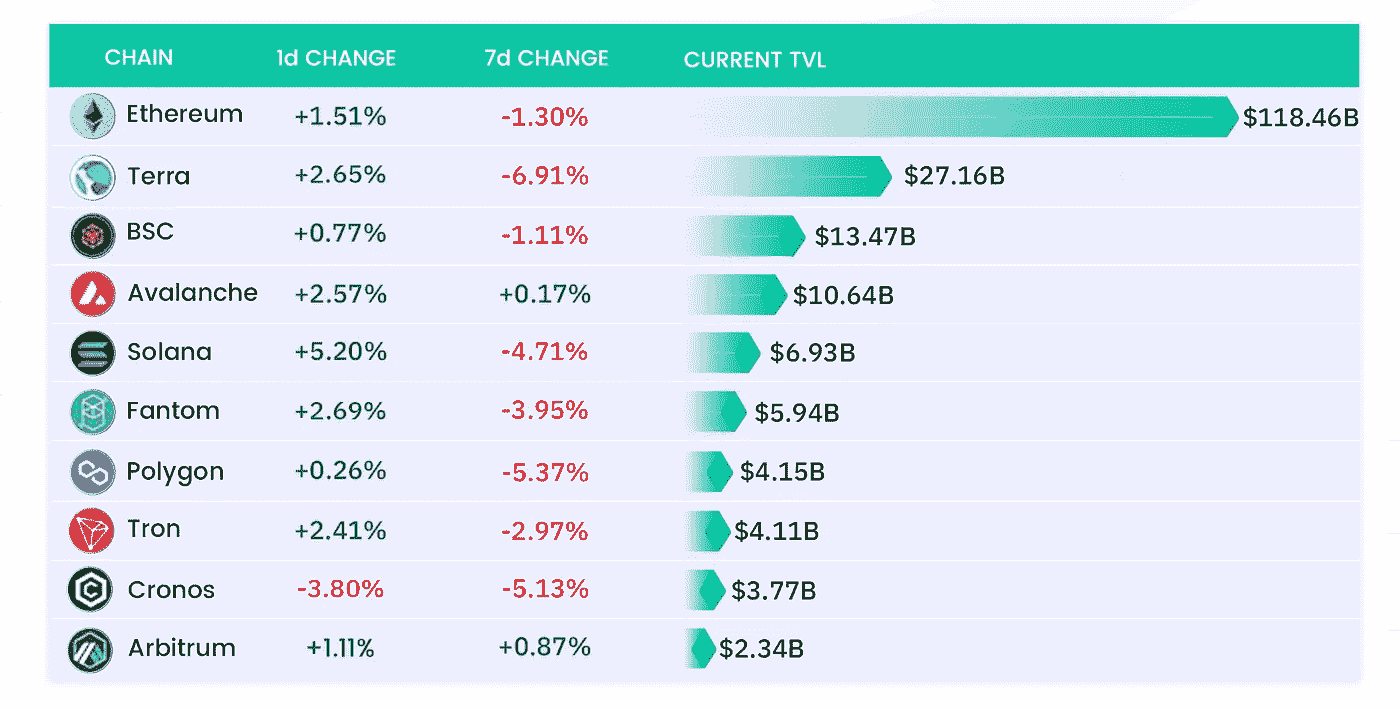 CHAIN 1d CHANGE 7d CHANGE CURRENT TVL
Ethereum +1.51% -1.30% $118.46B
Terra +2.65% -6.91% $27.16B
BSC +0.77% -1.11% $13.47B
Avalanche +2.57% +0.17% $10.64B
Solana +5.20% -4.71% $6.93B
Fantom +2.69% -3.95% $5.94B
Polygon +0.26% -5.37% $4.15B
Tron +2.41% -2.97% $4.11B
Cronos -3.80% -5.13% $3.77B
Arbitrum +1.11% +0.87% $2.34B